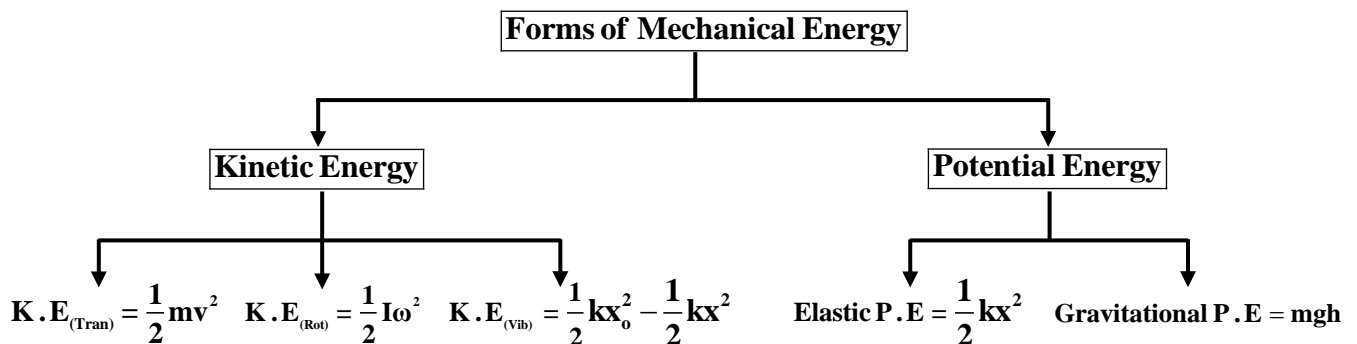 Forms of Mechanical Energy
Kinetic Energy
Potential Energy
K.E(Tran) = 1/2 mv² K.E(Rot) = 1/2 Iω² K.E(Vib) = 1/2 kx₀² − 1/2 kx² Elastic P.E = 1/2 kx² Gravitational P.E = mgh